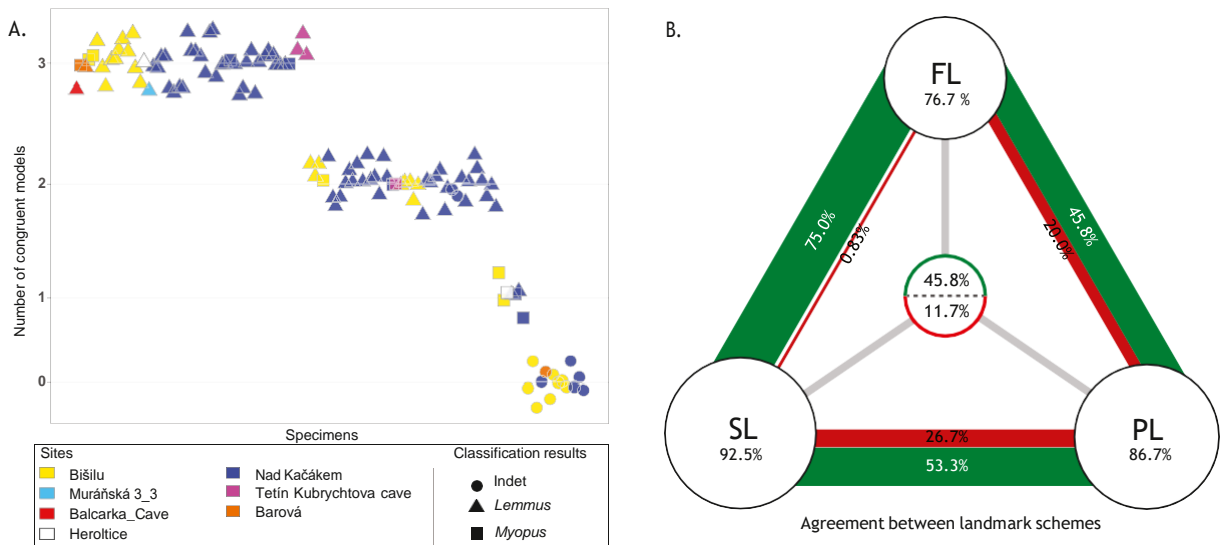 A.
Number of congruent models
3
2
1
0
Specimens
Sites
Bišilu
Muráňská 3_3
Balcarka_Cave
Heroltice
Nad Kačákem
Tetín Kubrychtova cave
Barová
Classification results
Indet
Lemmus
Myopus
B.
FL
76.7 %
75.0%
0.83%
45.8%
20.0%
45.8%
11.7%
SL
92.5%
26.7%
53.3%
PL
86.7%
Agreement between landmark schemes